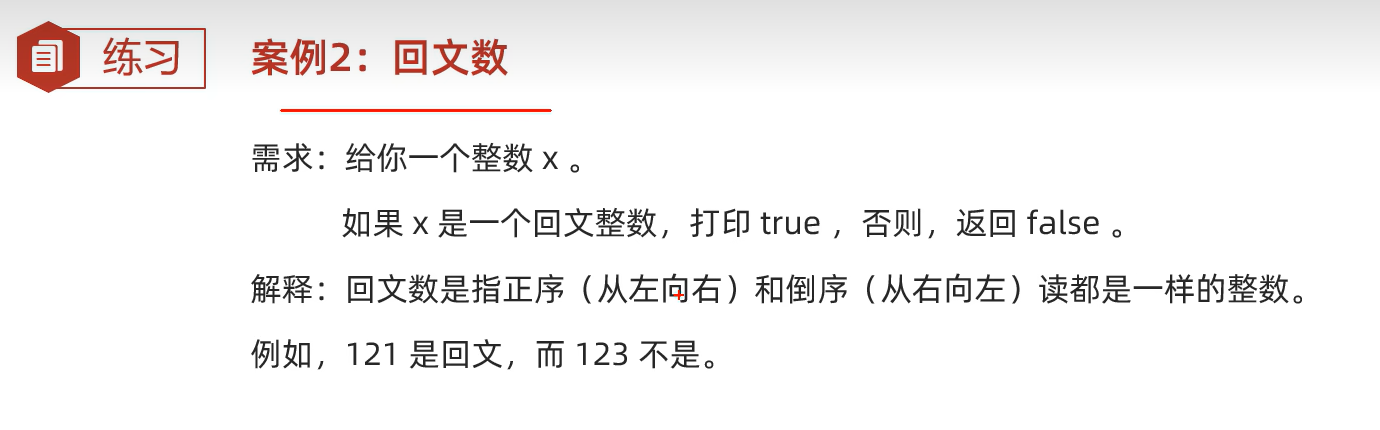 练习
案例2：回文数
需求：给你一个整数 x 。
如果 x 是一个回文整数，打印 true ，否则，返回 false 。
解释：回文数是指正序（从左向右）和倒序（从右向左）读都是一样的整数。
例如，121 是回文，而 123 不是。